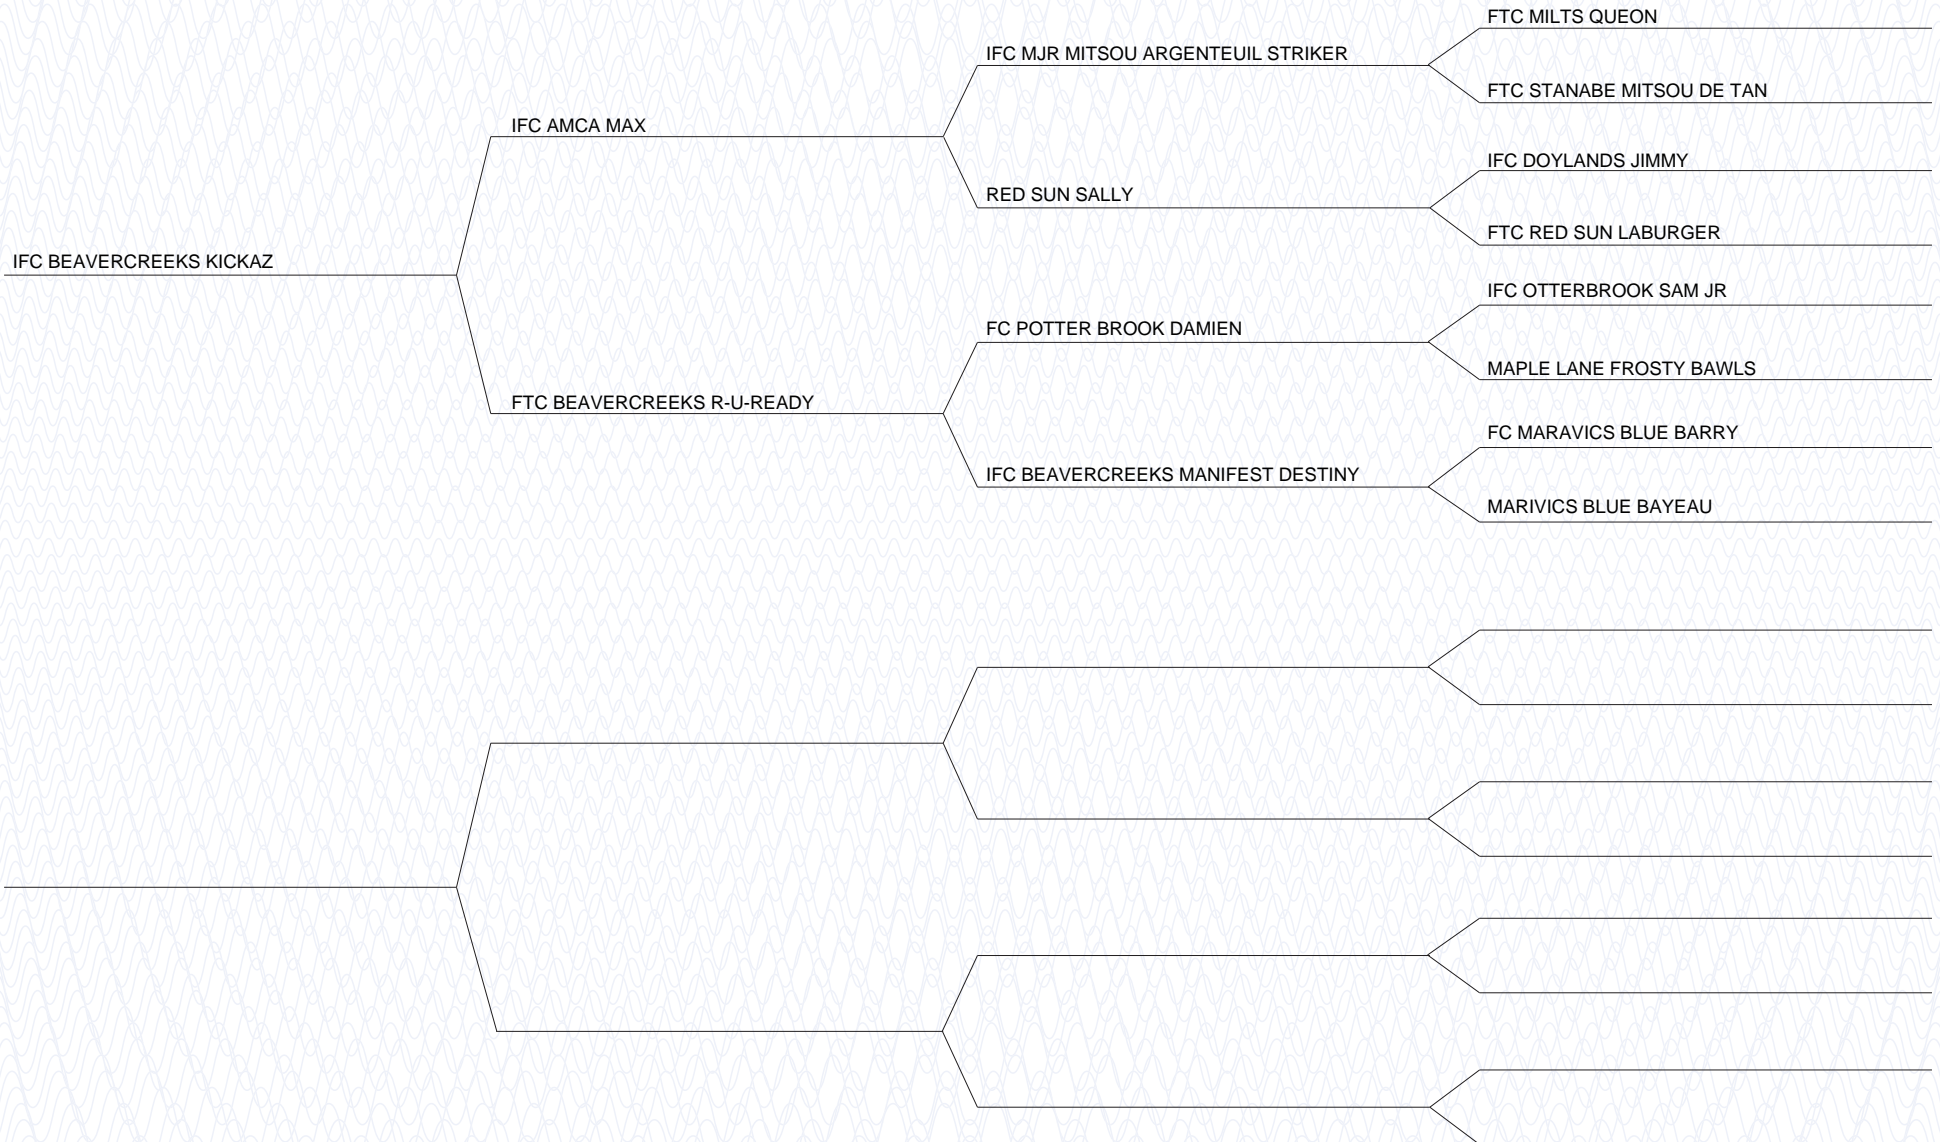 FTC MILTS QUEON
IFC MJR MITSOU ARGENTEUIL STRIKER
FTC STANABE MITSOU DE TAN
IFC AMCA MAX
IFC DOYLANDS JIMMY
RED SUN SALLY
FTC RED SUN LABURGER
IFC BEAVERCREEKS KICKAZ
IFC OTTERBROOK SAM JR
FC POTTER BROOK DAMIEN
MAPLE LANE FROSTY BAWLS
FTC BEAVERCREEKS R-U-READY
FC MARAVICS BLUE BARRY
IFC BEAVERCREEKS MANIFEST DESTINY
MARIVICS BLUE BAYEAU